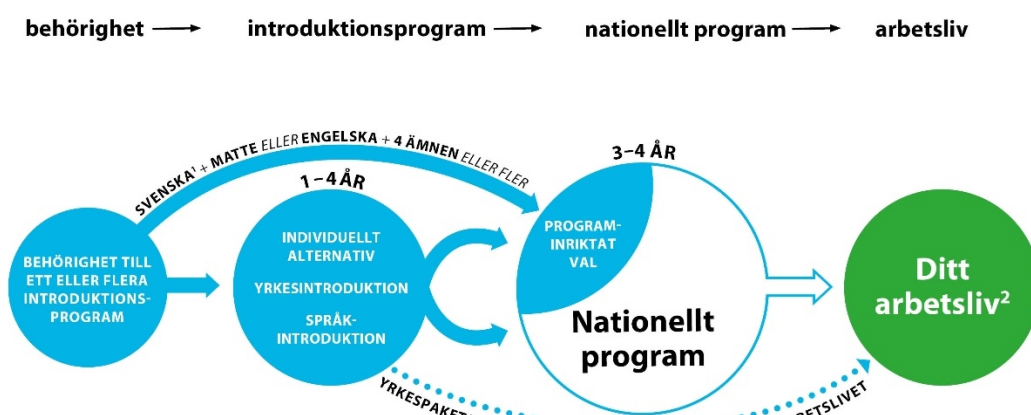 behörighet → introduktionsprogram → nationellt program → arbetsliv
SVENSKA¹ + MATTE ELLER ENGELSKA + 4 ÄMNEN ELLER FLER
1–4 ÅR
3–4 ÅR
BEHÖRIGHET TILL
ETT ELLER FLERA
INTRODUKTIONS-
PROGRAM
INDIVIDUELLT
ALTERNATIV
YRKESINTRODUKTION
SPRÅK-
INTRODUKTION
PROGRAM-
INRIKTAT
VAL
Nationellt
program
Ditt
arbetsliv²